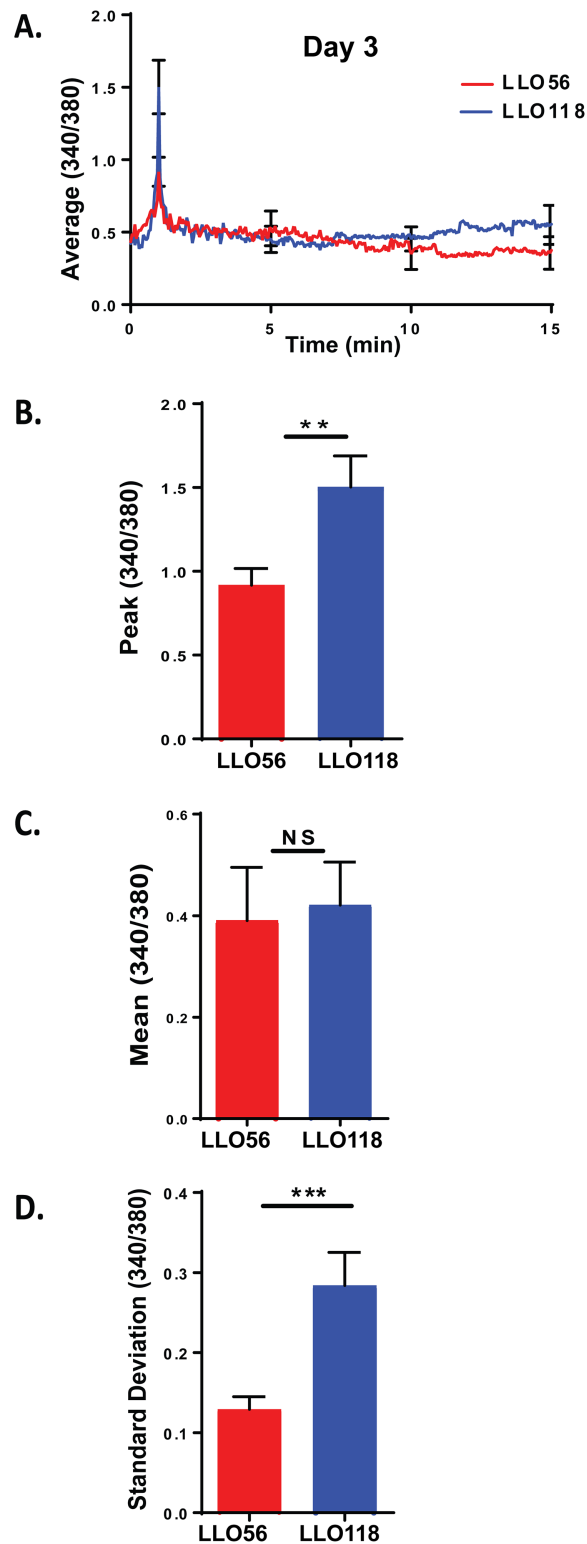 A.
Day 3
LLO56
LLO118
Average (340/380)
2.0
1.5
1.0
0.5
0.0
0 5 10 15
Time (min)
B.
**
Peak (340/380)
2.0
1.5
1.0
0.5
0.0
LLO56 LLO118
C.
NS
Mean (340/380)
0.6
0.4
0.2
0.0
LLO56 LLO118
D.
***
Standard Deviation (340/380)
0.4
0.3
0.2
0.1
0.0
LLO56 LLO118